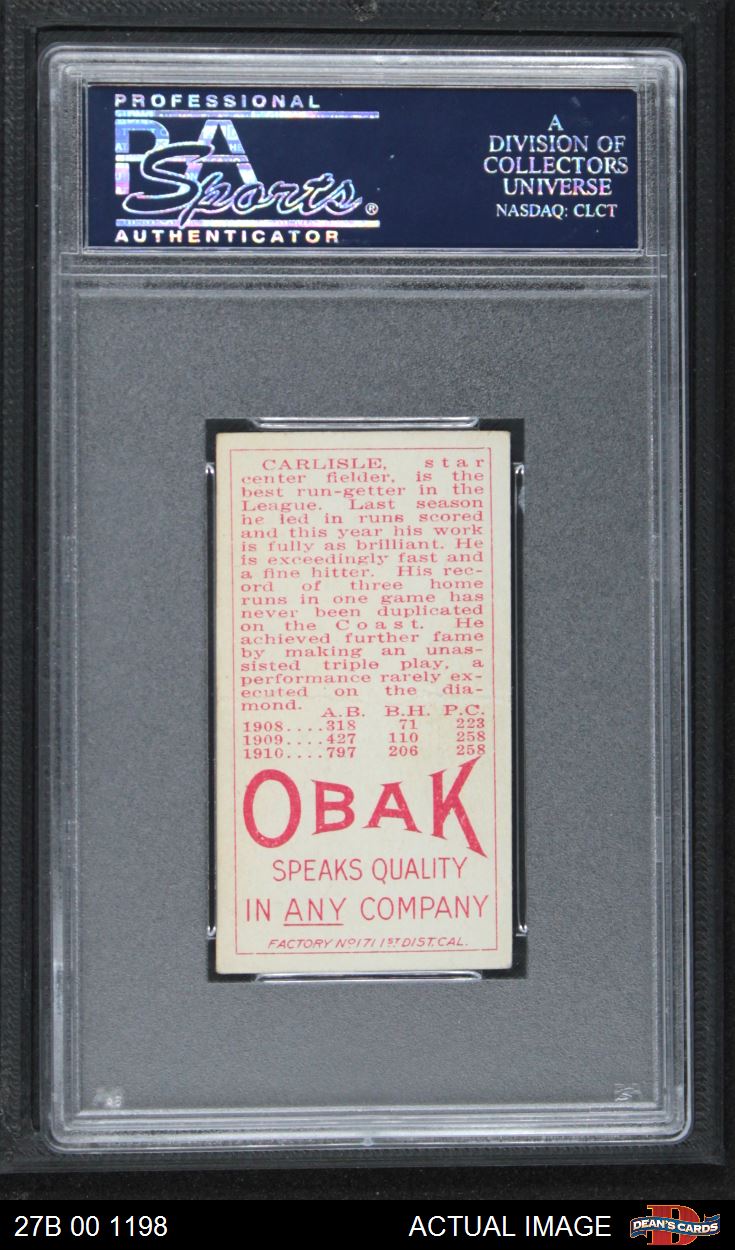 PROFESSIONAL
PSA
Sports®
AUTHENTICATOR
A
DIVISION OF
COLLECTORS
UNIVERSE
NASDAQ: CLCT
CARLISLE, star
center fielder, is the
best run-getter in the
League. Last season
he led in runs scored
and this year his work
is fully as brilliant. He
is exceedingly fast and
a fine hitter. His rec-
ord of three home
runs in one game has
never been duplicated
on the Coast. He
achieved further fame
by making an unas-
sisted triple play, a
performance rarely ex-
ecuted on the dia-
mond. A.B. B.H. P.C.
1908....318 71 223
1909....427 110 258
1910....797 206 258
OBAK
SPEAKS QUALITY
IN ANY COMPANY
FACTORY No 171 1ST DIST. CAL.
27B 00 1198 ACTUAL IMAGE DEAN'S CARDS